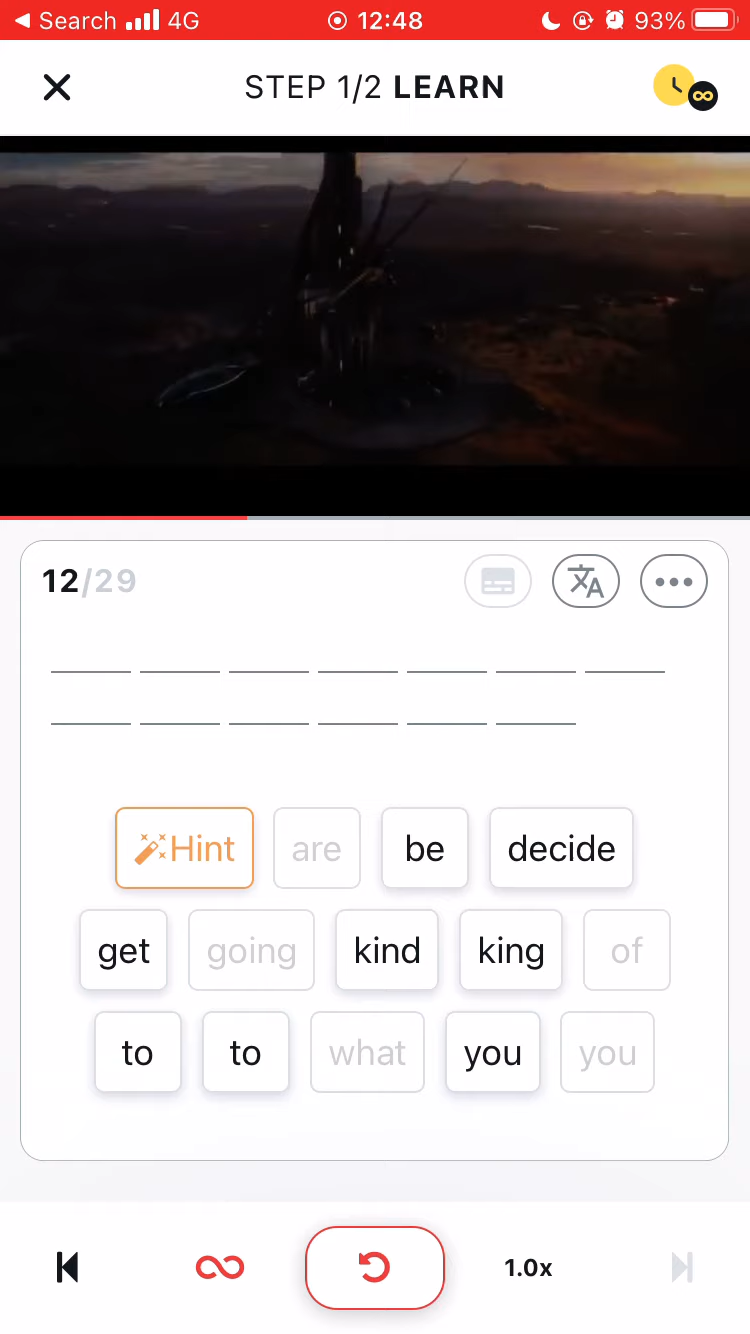 Search 4G 12:48 93%
STEP 1/2 LEARN
12/29
Hint are be decide
get going kind king of
to to what you you
1.0x